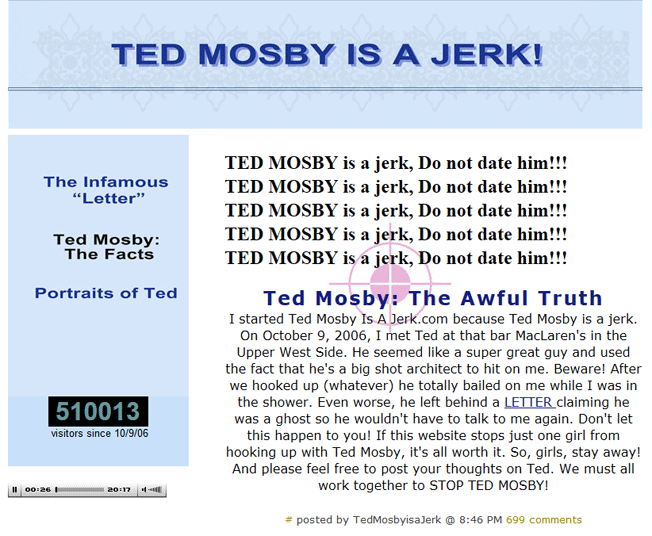 TED MOSBY IS A JERK!
The Infamous
“Letter”
Ted Mosby:
The Facts
Portraits of Ted
510013
visitors since 10/9/06
00:26 20:17
TED MOSBY is a jerk, Do not date him!!!
TED MOSBY is a jerk, Do not date him!!!
TED MOSBY is a jerk, Do not date him!!!
TED MOSBY is a jerk, Do not date him!!!
TED MOSBY is a jerk, Do not date him!!!
Ted Mosby: The Awful Truth
I started Ted Mosby Is A Jerk.com because Ted Mosby is a jerk.
On October 9, 2006, I met Ted at that bar MacLaren's in the
Upper West Side. He seemed like a super great guy and used
the fact that he's a big shot architect to hit on me. Beware! After
we hooked up (whatever) he totally bailed on me while I was in
the shower. Even worse, he left behind a LETTER claiming he
was a ghost so he wouldn't have to talk to me again. Don't let
this happen to you! If this website stops just one girl from
hooking up with Ted Mosby, it's all worth it. So, girls, stay away!
And please feel free to post your thoughts on Ted. We must all
work together to STOP TED MOSBY!
# posted by TedMosbyisaJerk @ 8:46 PM 699 comments